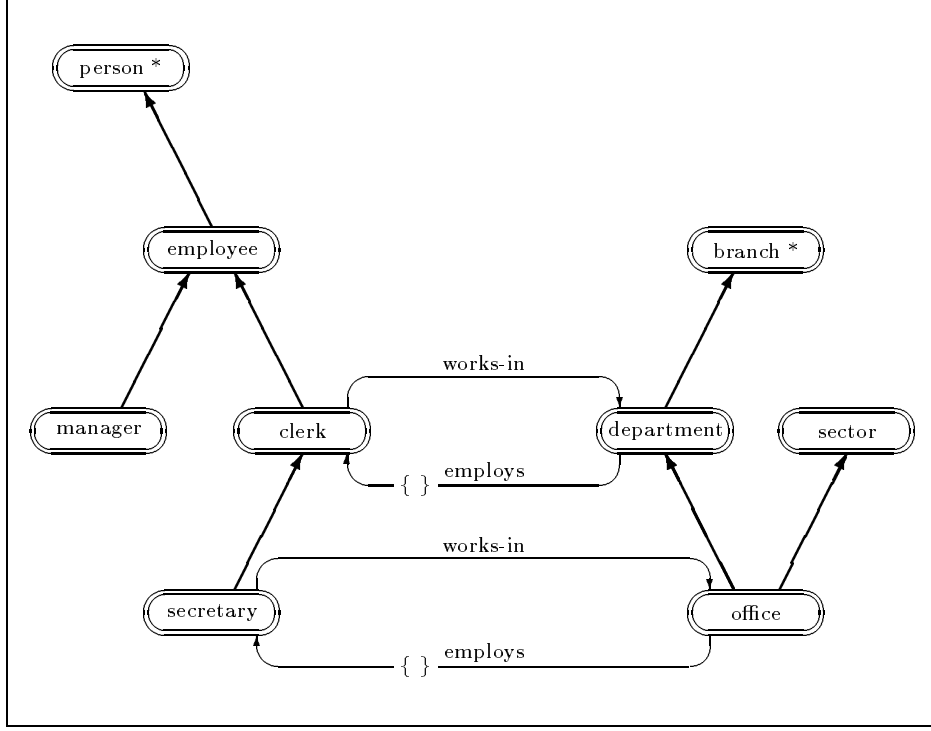 person *
employee
branch *
works-in
manager
clerk
department
sector
{ } employs
works-in
secretary
office
{ } employs